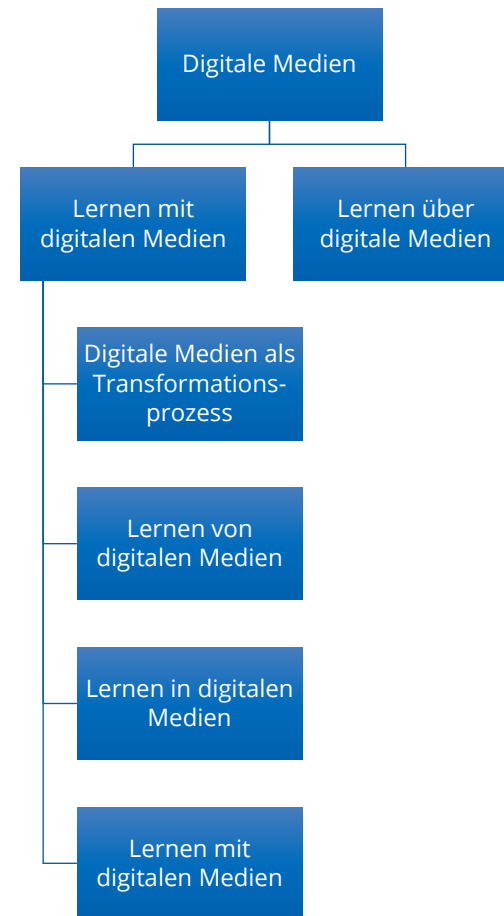 Digitale Medien
Lernen mit
digitalen Medien
Lernen über
digitale Medien
Digitale Medien als
Transformations-
prozess
Lernen von
digitalen Medien
Lernen in digitalen
Medien
Lernen mit
digitalen Medien